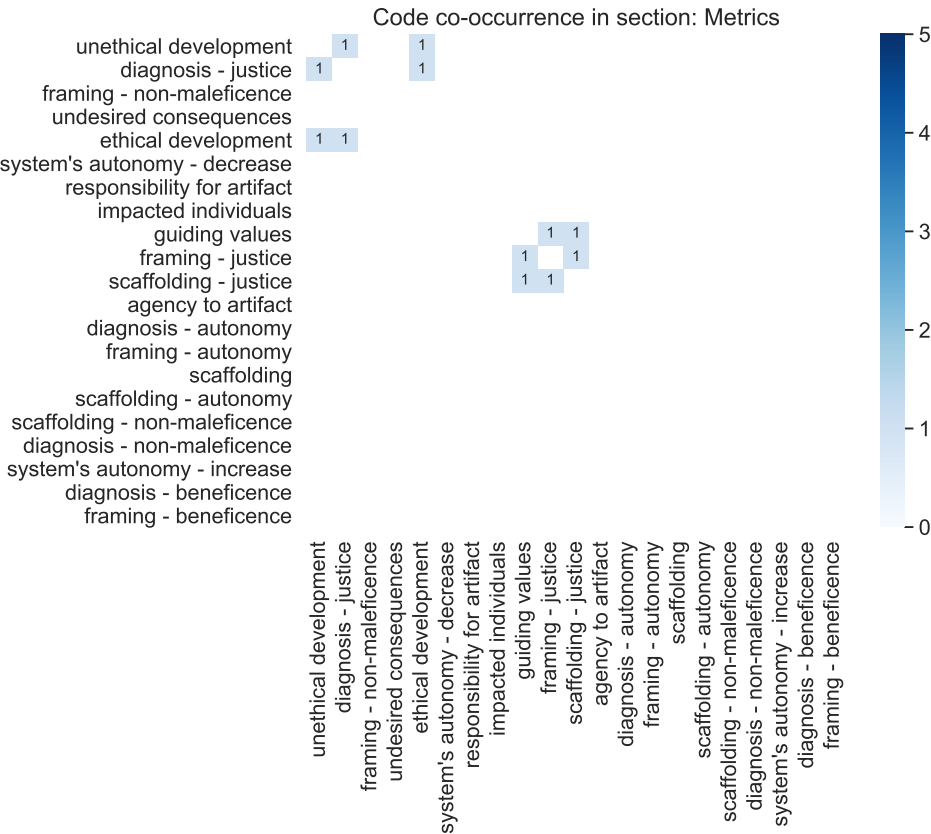 Code co-occurrence in section: Metrics
unethical development 1 1
diagnosis - justice 1 1
framing - non-maleficence
undesired consequences
ethical development 1 1
system's autonomy - decrease
responsibility for artifact
impacted individuals
guiding values 1 1
framing - justice 1 1
scaffolding - justice 1 1
agency to artifact
diagnosis - autonomy
framing - autonomy
scaffolding
scaffolding - autonomy
scaffolding - non-maleficence
diagnosis - non-maleficence
system's autonomy - increase
diagnosis - beneficence
framing - beneficence
unethical development
diagnosis - justice
framing - non-maleficence
undesired consequences
ethical development
system's autonomy - decrease
responsibility for artifact
impacted individuals
guiding values
framing - justice
scaffolding - justice
agency to artifact
diagnosis - autonomy
framing - autonomy
scaffolding
scaffolding - autonomy
scaffolding - non-maleficence
diagnosis - non-maleficence
system's autonomy - increase
diagnosis - beneficence
framing - beneficence
5
4
3
2
1
0